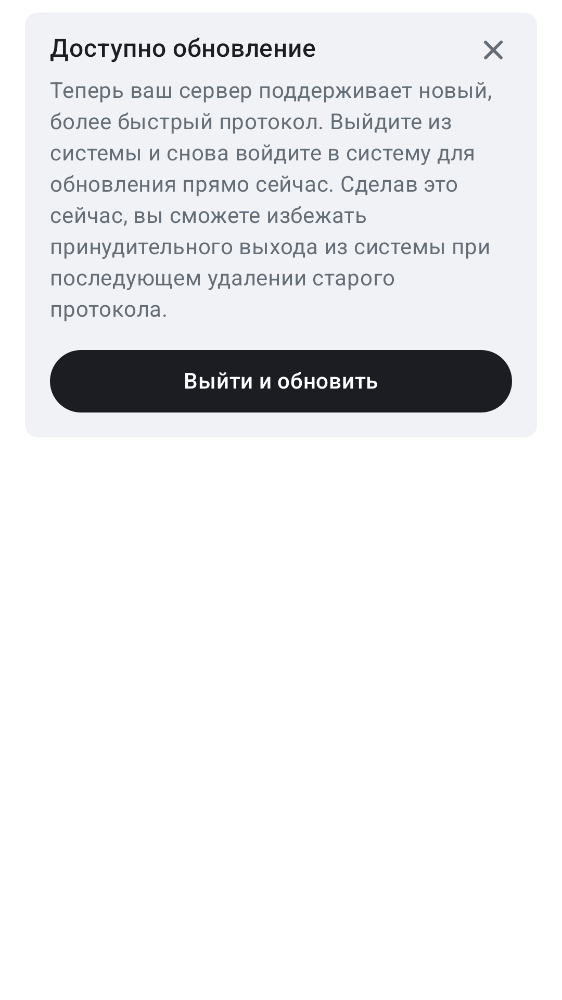 Доступно обновление
Теперь ваш сервер поддерживает новый,
более быстрый протокол. Выйдите из
системы и снова войдите в систему для
обновления прямо сейчас. Сделав это
сейчас, вы сможете избежать
принудительного выхода из системы при
последующем удалении старого
протокола.
Выйти и обновить